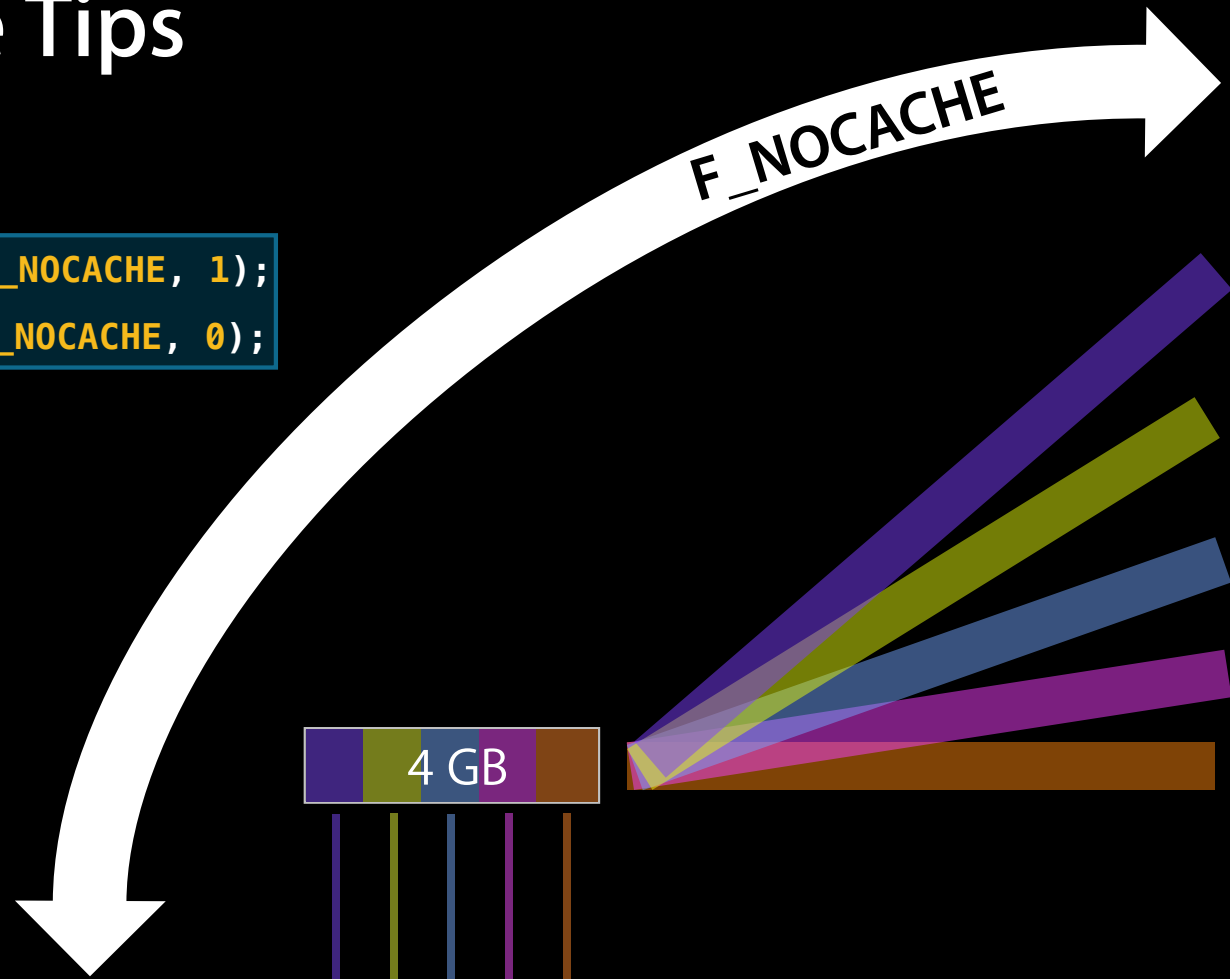 e Tips
F_NOCACHE
_NOCACHE, 1);
_NOCACHE, 0);
4 GB